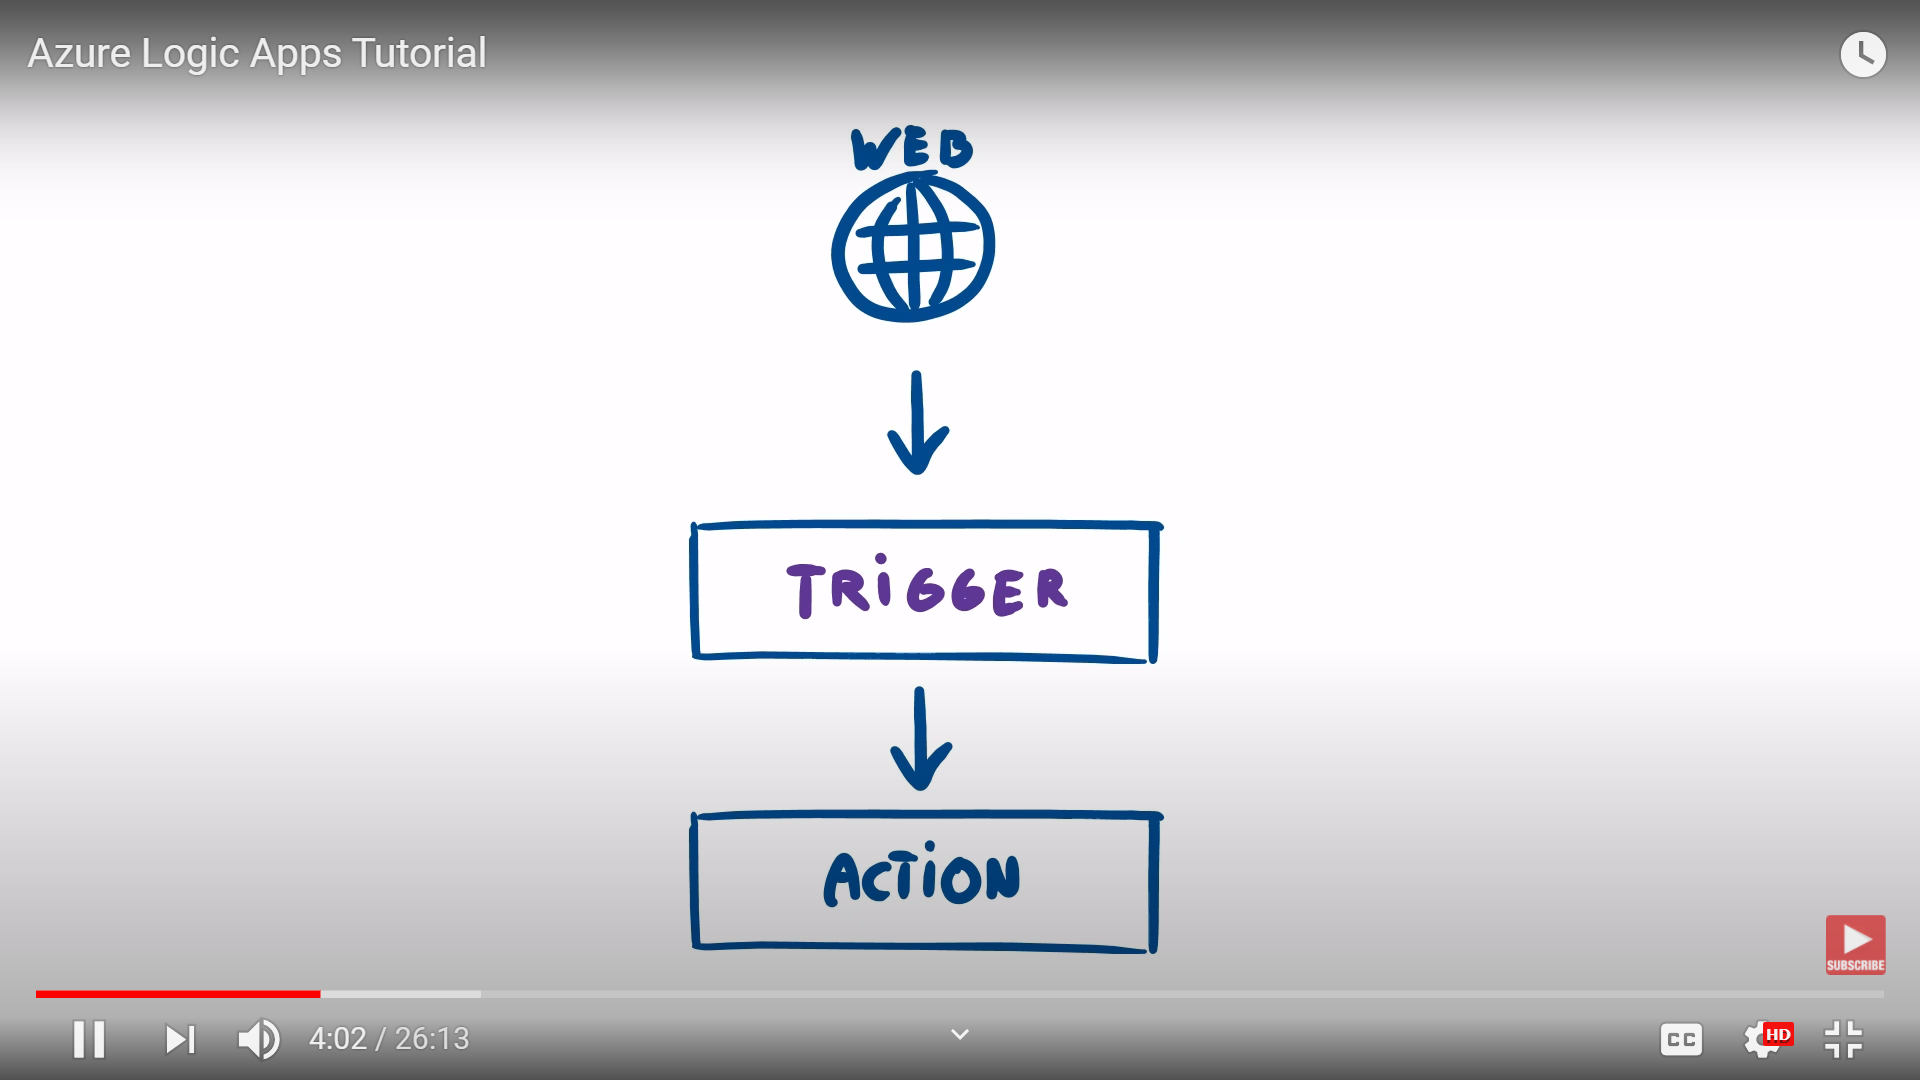 Azure Logic Apps Tutorial
WEB
TRiGGER
ACTiON
SUBSCRIBE
4:02 / 26:13
CC
HD